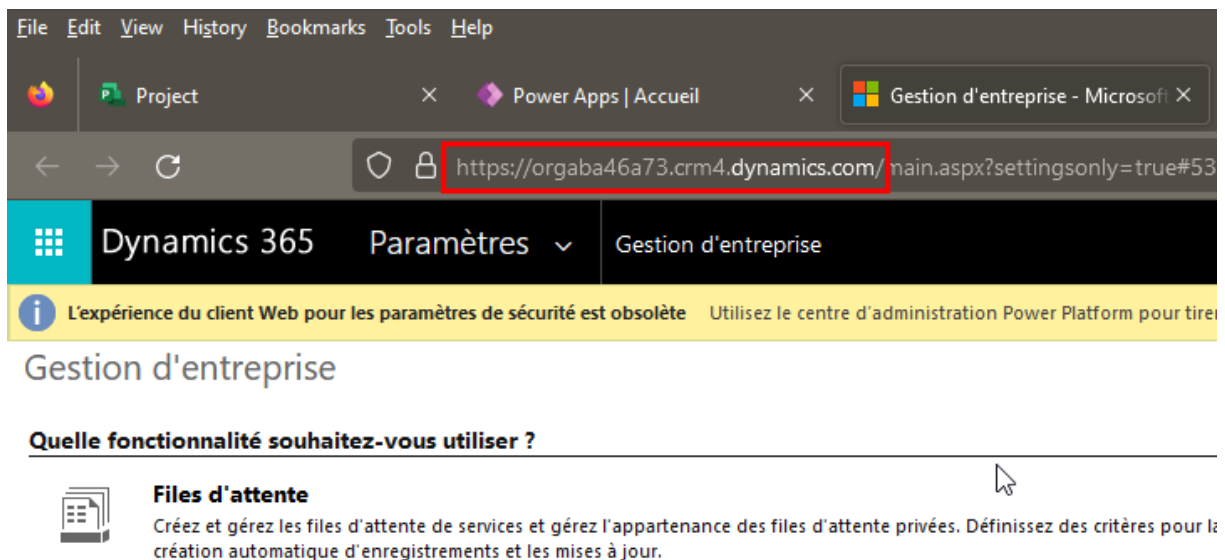 File Edit View History Bookmarks Tools Help
Project Power Apps | Accueil Gestion d'entreprise - Microsoft
https://orgaba46a73.crm4.dynamics.com/main.aspx?settingsonly=true#53
Dynamics 365 Paramètres Gestion d'entreprise
L'expérience du client Web pour les paramètres de sécurité est obsolète Utilisez le centre d'administration Power Platform pour tirer
Gestion d'entreprise
Quelle fonctionnalité souhaitez-vous utiliser ?
Files d'attente
Créez et gérez les files d'attente de services et gérez l'appartenance des files d'attente privées. Définissez des critères pour la
création automatique d'enregistrements et les mises à jour.